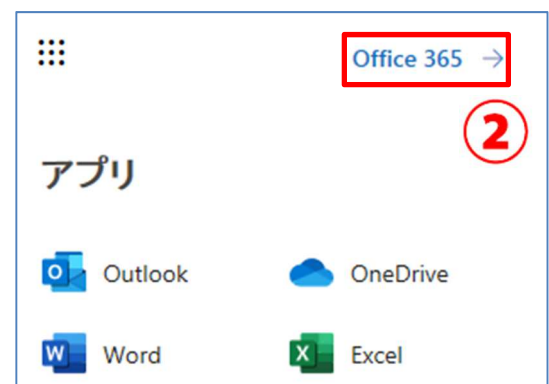 Office 365 →
②
アプリ
Outlook
OneDrive
Word
Excel